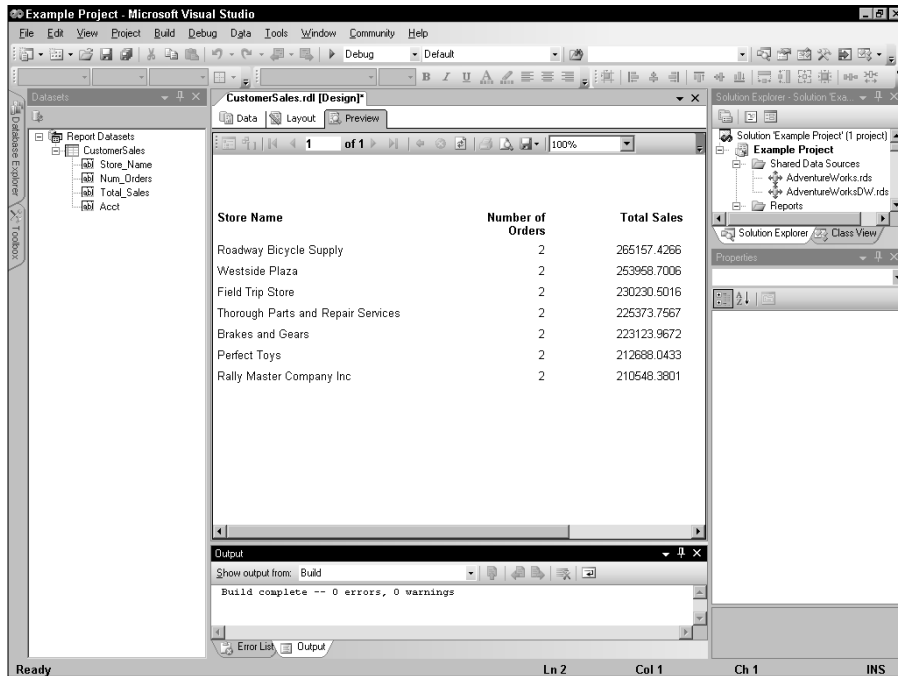 Example Project - Microsoft Visual Studio
File Edit View Project Build Debug Data Tools Window Community Help
Debug Default
B I U A
Datasets
CustomerSales.rdl [Design]*
Solution Explorer - Solution 'Exa...
Database Explorer
Toolbox
Report Datasets
CustomerSales
Store_Name
Num_Orders
Total_Sales
Acct
Data Layout Preview
1 of 1 100%
Store Name Number of Orders Total Sales
Roadway Bicycle Supply 2 265157.4266
Westside Plaza 2 253958.7006
Field Trip Store 2 230230.5016
Thorough Parts and Repair Services 2 225373.7567
Brakes and Gears 2 223123.9672
Perfect Toys 2 212688.0433
Rally Master Company Inc 2 210548.3801
Solution 'Example Project' (1 project)
Example Project
Shared Data Sources
AdventureWorks.rds
AdventureWorksDW.rds
Reports
Solution Explorer Class View
Properties
Output
Show output from: Build
Build complete -- 0 errors, 0 warnings
Error List Output
Ready Ln 2 Col 1 Ch 1 INS